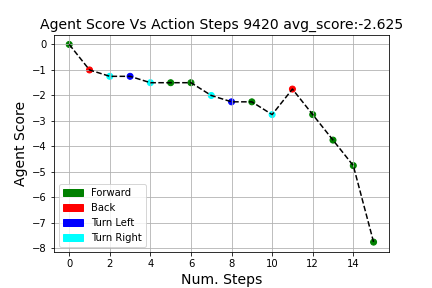 Agent Score Vs Action Steps 9420 avg_score:-2.625
0
−1
−2
−3
−4
−5
−6
−7
−8
Agent Score
Forward
Back
Turn Left
Turn Right
0 2 4 6 8 10 12 14
Num. Steps